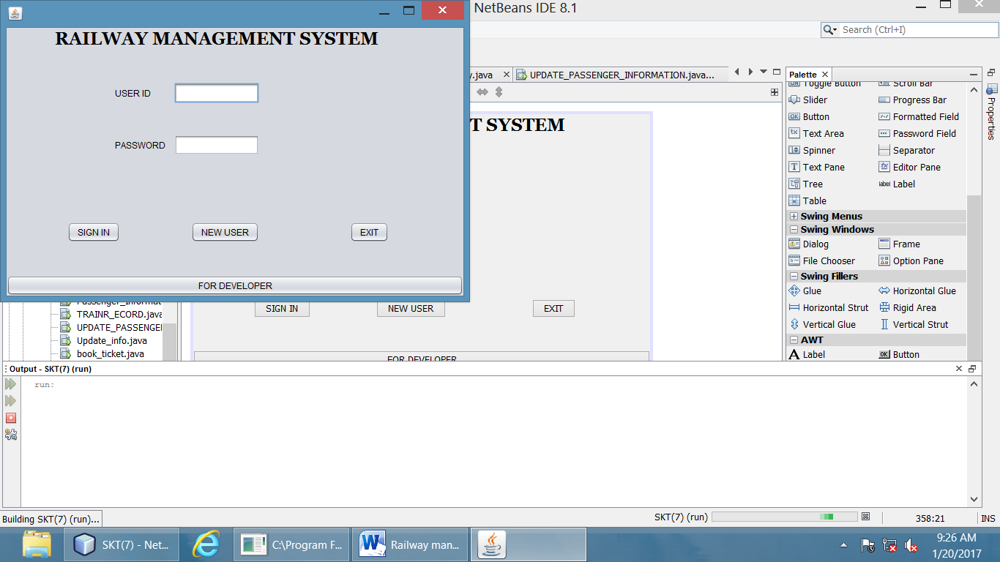 NetBeans IDE 8.1
Search (Ctrl+I)
RAILWAY MANAGEMENT SYSTEM
USER ID
PASSWORD
SIGN IN
NEW USER
EXIT
FOR DEVELOPER
y.java
UPDATE_PASSENGER_INFORMATION.java...
T SYSTEM
SIGN IN
NEW USER
EXIT
FOR DEVELOPER
Passenger_Informat
TRAINR_ECORD.java
UPDATE_PASSENGE
Update_info.java
book_ticket.java
Palette
Toggle Button
Scroll Bar
Slider
Progress Bar
Button
Formatted Field
Text Area
Password Field
Spinner
Separator
Text Pane
Editor Pane
Tree
Label
Table
Swing Menus
Swing Windows
Dialog
Frame
File Chooser
Option Pane
Swing Fillers
Glue
Horizontal Glue
Horizontal Strut
Rigid Area
Vertical Glue
Vertical Strut
AWT
Label
Button
Properties
Output - SKT(7) (run)
run:
Building SKT(7) (run)...
SKT(7) (run)
358:21
INS
SKT(7) - Net...
C:\Program F...
Railway man...
9:26 AM
1/20/2017